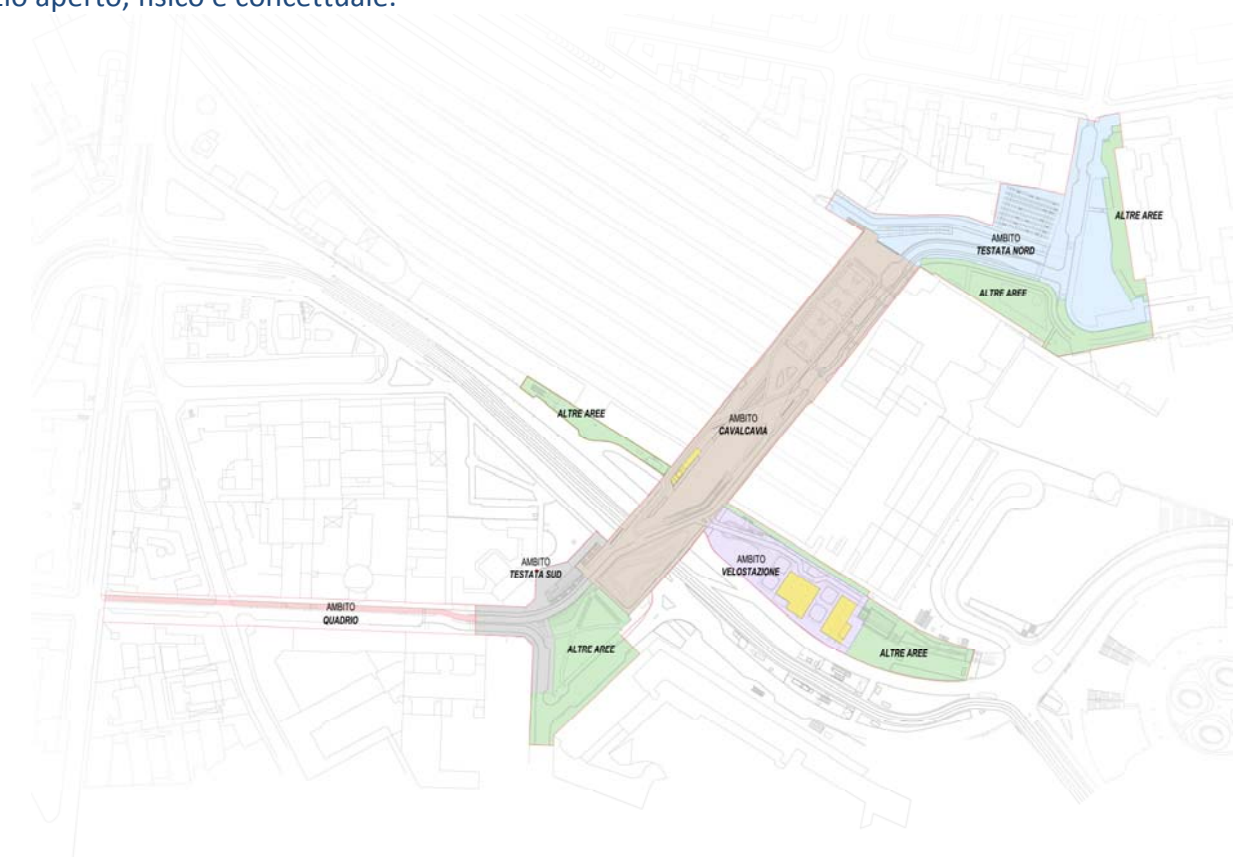 zio aperto, fisico e concettuale.
ALTRE AREE
AMBITO
TESTATA NORD
ALTRE AREE
ALTRE AREE
AMBITO
CAVALCAVIA
AMBITO
TESTATA SUD
AMBITO
VELOSTAZIONE
AMBITO
QUADRIO
ALTRE AREE
ALTRE AREE